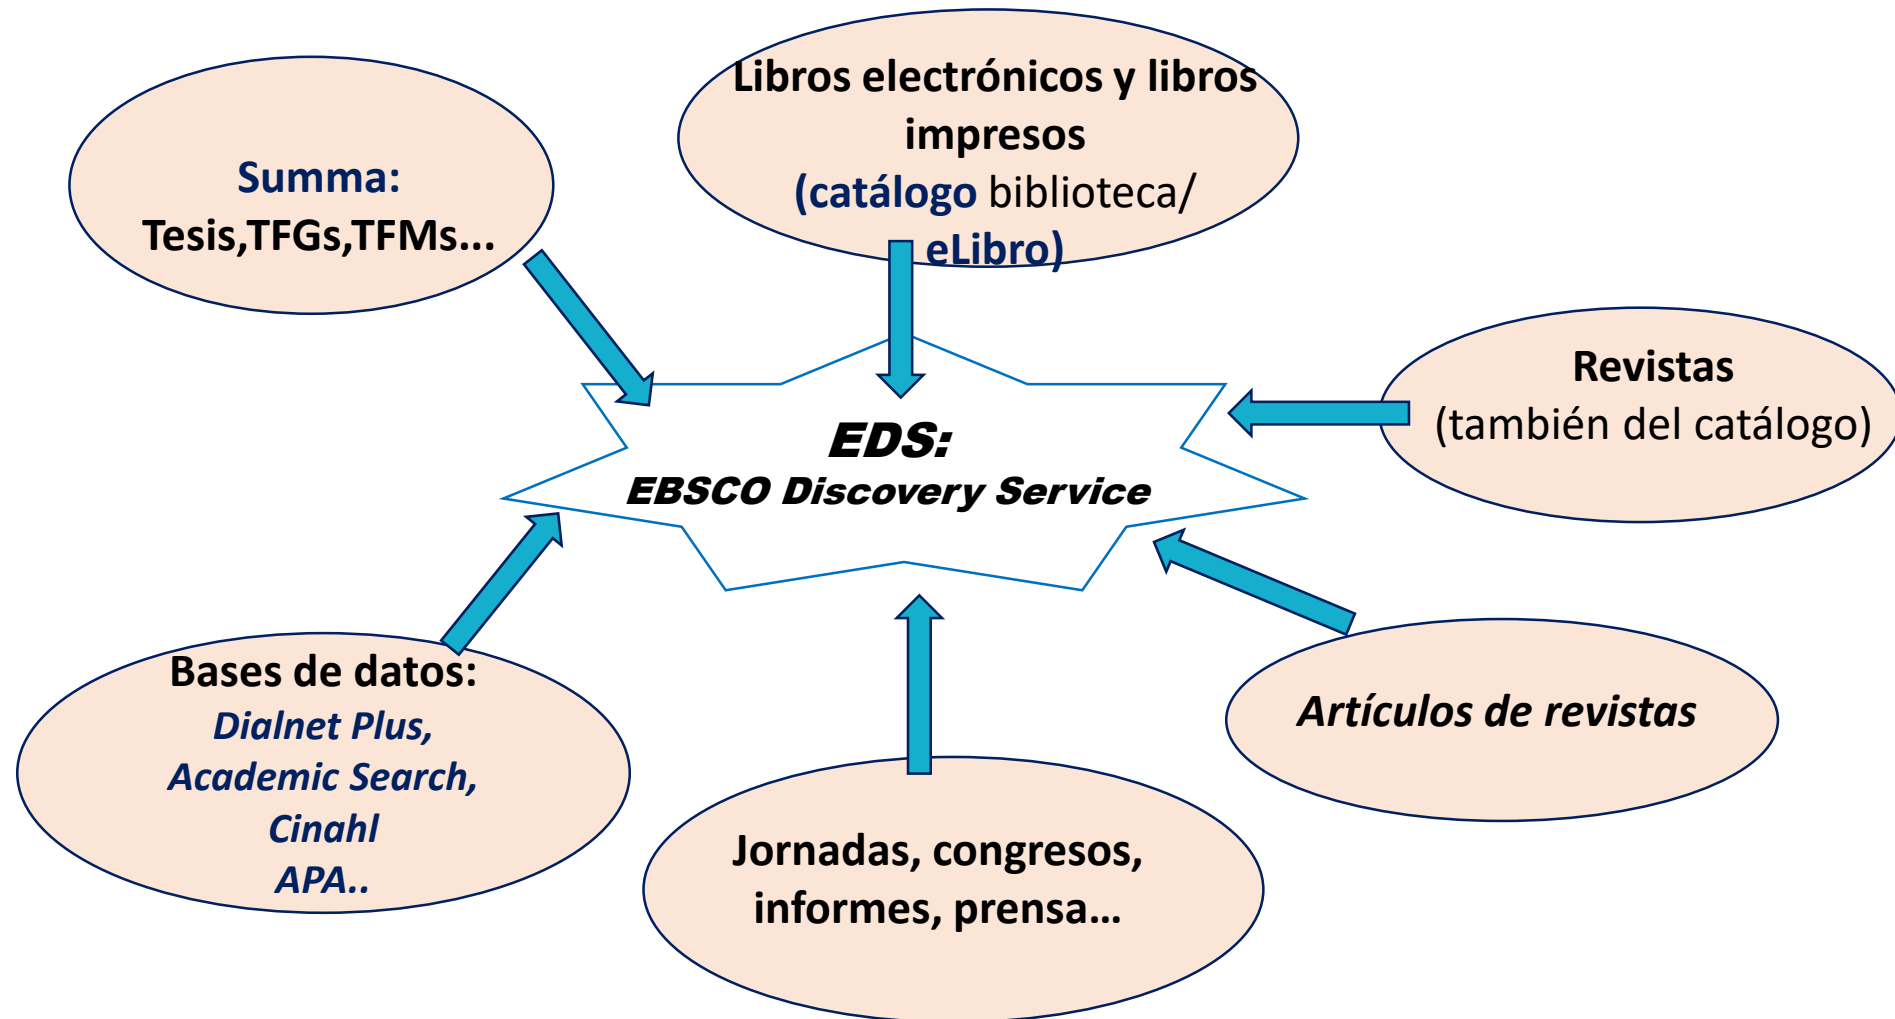 Libros electrónicos y libros
impresos
(catálogo biblioteca/
eLibro)
Summa:
Tesis,TFGs,TFMs...
Revistas
(también del catálogo)
EDS:
EBSCO Discovery Service
Bases de datos:
Dialnet Plus,
Academic Search,
Cinahl
APA..
Artículos de revistas
Jornadas, congresos,
informes, prensa...